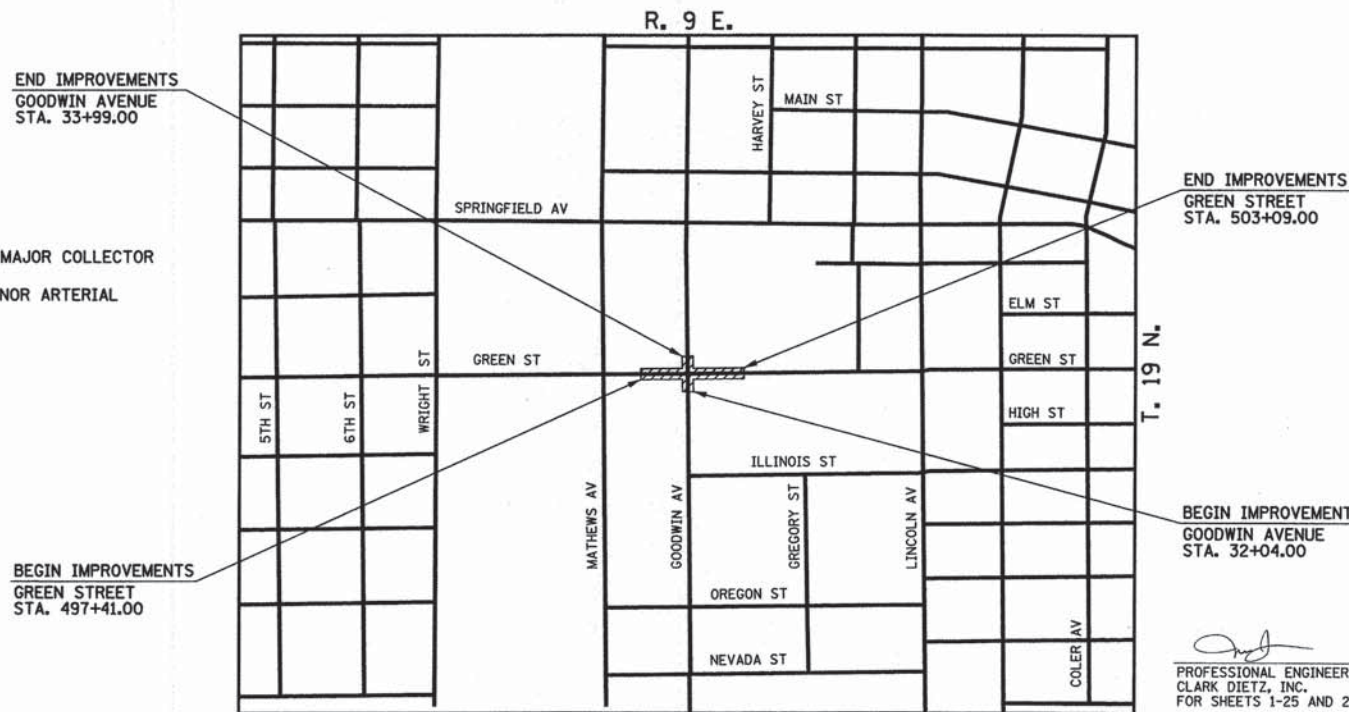 R. 9 E.
END IMPROVEMENTS
GOODWIN AVENUE
STA. 33+99.00
MAIN ST
HARVEY ST
END IMPROVEMENTS
GREEN STREET
STA. 503+09.00
SPRINGFIELD AV
MAJOR COLLECTOR
NOR ARTERIAL
ELM ST
GREEN ST
GREEN ST
WRIGHT ST
T. 19 N.
5TH ST
6TH ST
HIGH ST
ILLINOIS ST
MATHEWS AV
GOODWIN AV
GREGORY ST
LINCOLN AV
BEGIN IMPROVEMENT
GOODWIN AVENUE
STA. 32+04.00
BEGIN IMPROVEMENTS
GREEN STREET
STA. 497+41.00
OREGON ST
NEVADA ST
COLER AV
PROFESSIONAL ENGINEER
CLARK DIETZ, INC.
FOR SHEETS 1-25 AND 2